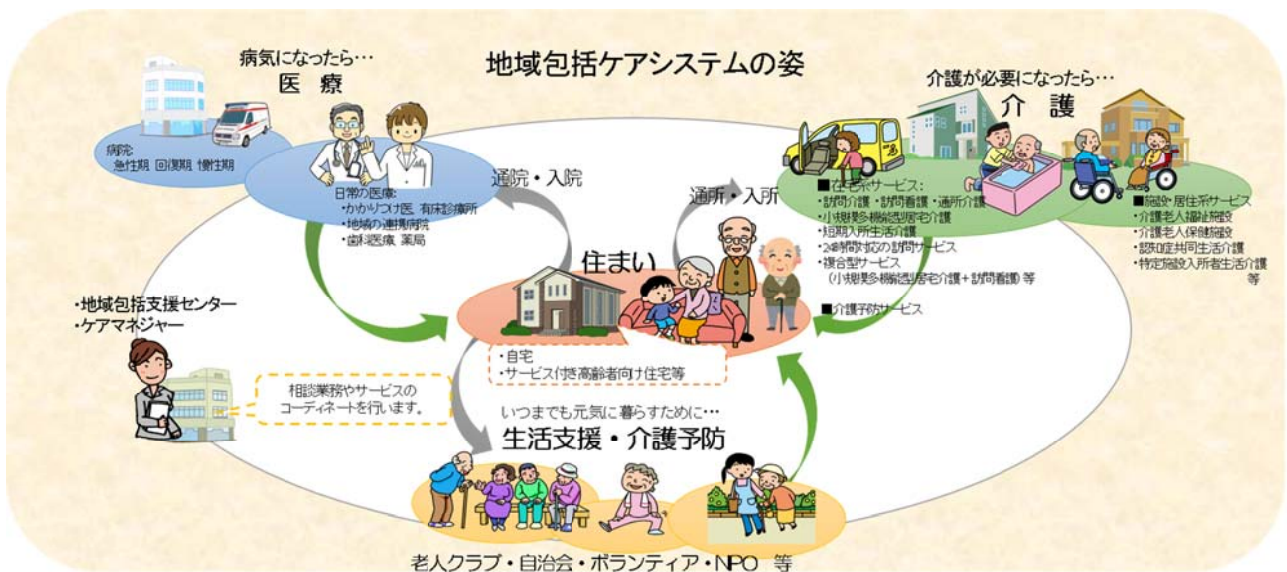 地域包括ケアシステムの姿
病気になったら…
医 療
病院:
急性期 回復期 慢性期
日常の医療:
・かかりつけ医、有床診療所
・地域の連携病院
・歯科医療、薬局
通院・入院
通所・入所
介護が必要になったら…
介 護
■在宅系サービス:
・訪問介護・訪問看護・通所介護
・小規模多機能型居宅介護
・短期入所生活介護
・24時間対応の訪問サービス
・複合型サービス
(小規模多機能型居宅介護+訪問看護)等
■介護予防サービス
■施設・居住系サービス
・介護老人福祉施設
・介護老人保健施設
・認知症共同生活介護
・特定施設入所者生活介護
等
住まい
・自宅
・サービス付き高齢者向け住宅等
・地域包括支援センター
・ケアマネジャー
相談業務やサービスの
コーディネートを行います。
いつまでも元気に暮らすために…
生活支援・介護予防
老人クラブ・自治会・ボランティア・NPO 等